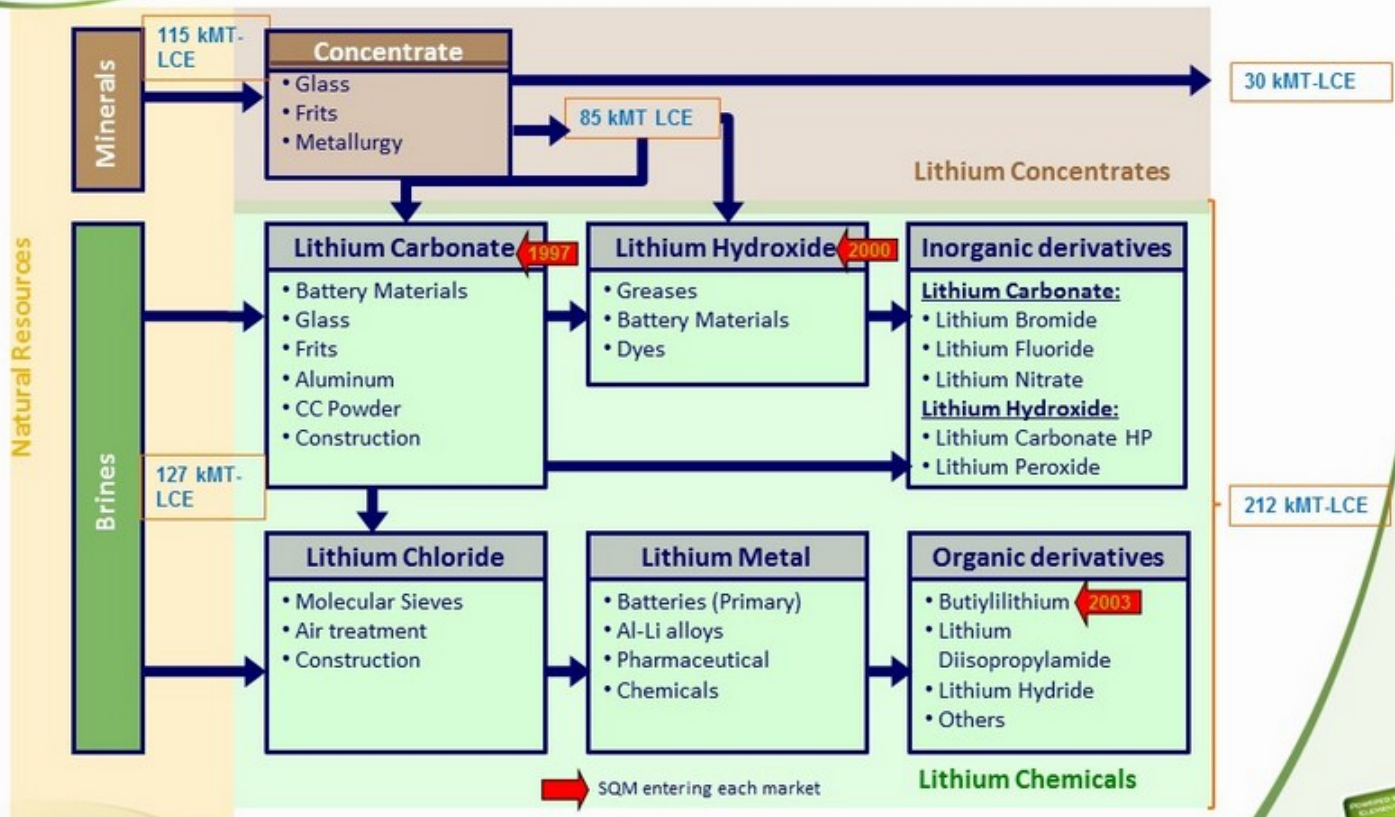 Natural Resources
Minerals
115 kMT-
LCE
Concentrate
• Glass
• Frits
• Metallurgy
85 kMT LCE
30 kMT-LCE
Lithium Concentrates
Brines
127 kMT-
LCE
Lithium Carbonate
1997
• Battery Materials
• Glass
• Frits
• Aluminum
• CC Powder
• Construction
Lithium Hydroxide
2000
• Greases
• Battery Materials
• Dyes
Inorganic derivatives
Lithium Carbonate:
• Lithium Bromide
• Lithium Fluoride
• Lithium Nitrate
Lithium Hydroxide:
• Lithium Carbonate HP
• Lithium Peroxide
212 kMT-LCE
Lithium Chloride
• Molecular Sieves
• Air treatment
• Construction
Lithium Metal
• Batteries (Primary)
• Al-Li alloys
• Pharmaceutical
• Chemicals
Organic derivatives
• Butiylilithium
2003
• Lithium
Diisopropylamide
• Lithium Hydride
• Others
SQM entering each market
Lithium Chemicals